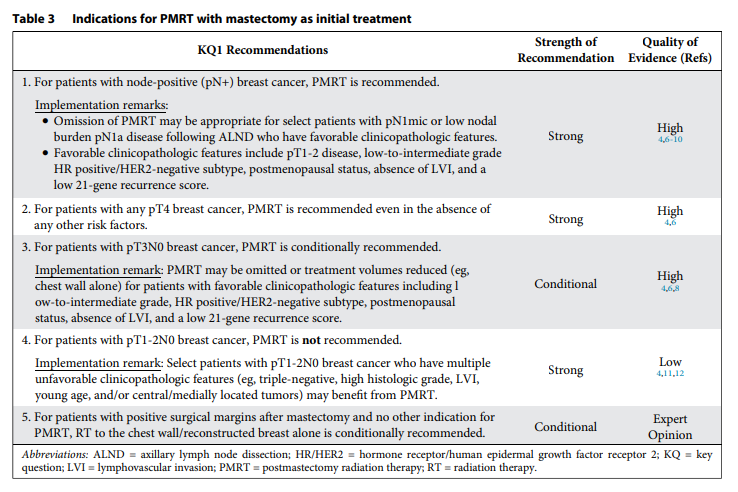 Table 3 Indications for PMRT with mastectomy as initial treatment
KQ1 Recommendations
Strength of
Recommendation
Quality of
Evidence (Refs)
1. For patients with node-positive (pN+) breast cancer, PMRT is recommended.
Implementation remarks:
• Omission of PMRT may be appropriate for select patients with pN1mic or low nodal
burden pN1a disease following ALND who have favorable clinicopathologic features.
• Favorable clinicopathologic features include pT1-2 disease, low-to-intermediate grade
HR positive/HER2-negative subtype, postmenopausal status, absence of LVI, and a
low 21-gene recurrence score.
Strong
High
4,6-10
2. For patients with any pT4 breast cancer, PMRT is recommended even in the absence of
any other risk factors.
Strong
High
4,6
3. For patients with pT3N0 breast cancer, PMRT is conditionally recommended.
Implementation remark: PMRT may be omitted or treatment volumes reduced (eg,
chest wall alone) for patients with favorable clinicopathologic features including l
ow-to-intermediate grade, HR positive/HER2-negative subtype, postmenopausal
status, absence of LVI, and a low 21-gene recurrence score.
Conditional
High
4,6,8
4. For patients with pT1-2N0 breast cancer, PMRT is not recommended.
Implementation remark: Select patients with pT1-2N0 breast cancer who have multiple
unfavorable clinicopathologic features (eg, triple-negative, high histologic grade, LVI,
young age, and/or central/medially located tumors) may benefit from PMRT.
Strong
Low
4,11,12
5. For patients with positive surgical margins after mastectomy and no other indication for
PMRT, RT to the chest wall/reconstructed breast alone is conditionally recommended.
Conditional
Expert
Opinion
Abbreviations: ALND = axillary lymph node dissection; HR/HER2 = hormone receptor/human epidermal growth factor receptor 2; KQ = key
question; LVI = lymphovascular invasion; PMRT = postmastectomy radiation therapy; RT = radiation therapy.